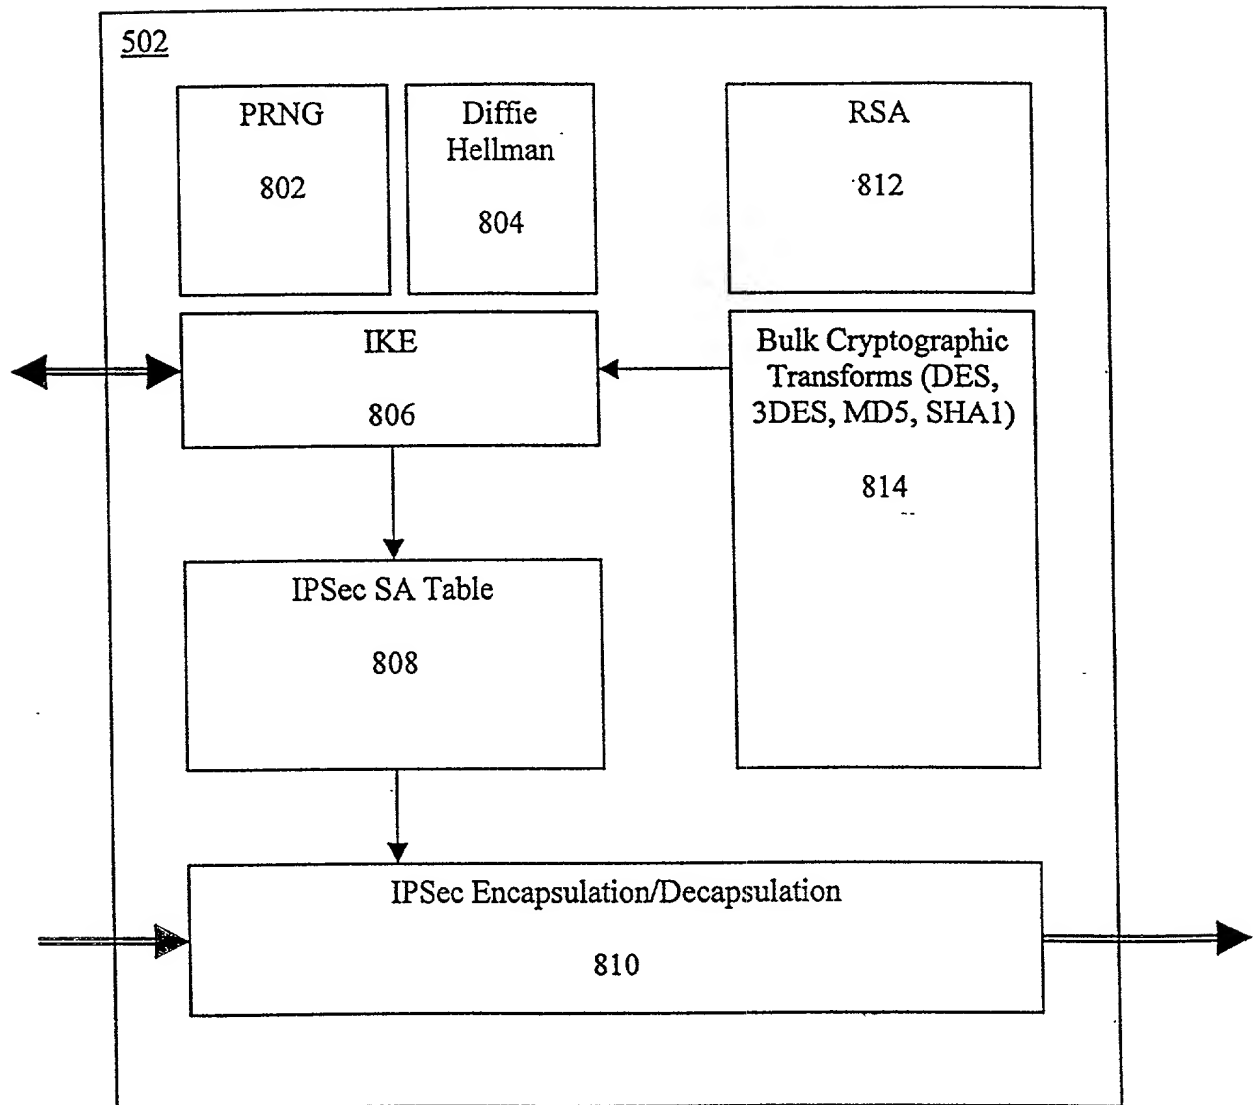 502
PRNG
802
Diffie
Hellman
804
RSA
812
IKE
806
Bulk Cryptographic
Transforms (DES,
3DES, MD5, SHA1)
814
IPSec SA Table
808
IPSec Encapsulation/Decapsulation
810